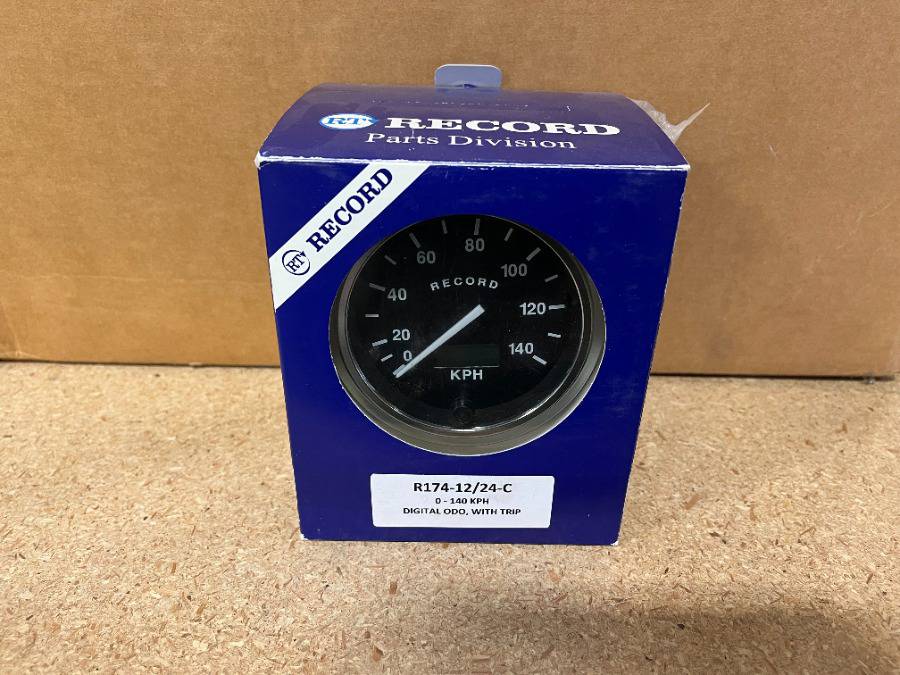 RT RECORD
Parts Division
RT RECORD
80
60
100
RECORD
40
120
20
140
0
KPH
R174-12/24-C
0 - 140 KPH
DIGITAL ODO, WITH TRIP